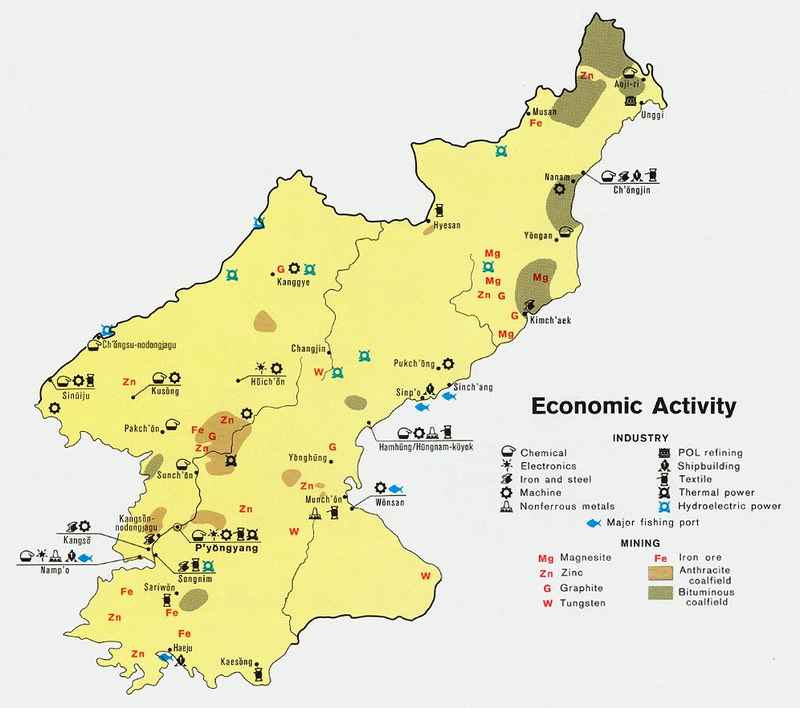 Zn
Aoji-ri
Unggi
Musan
Fe
Nanam
Ch'ŏngjin
Hyesan
Yŏngan
Mg
Mg
Mg
Zn G
G
Kimch'aek
Mg
G
Kanggye
Ch'ŏngsu-nodongjagu
Changjin
W
Pukch'ŏng
Sinp'o
Sinch'ang
Zn
Kusŏng
Hŭich'ŏn
Sinŭiju
Pakch'ŏn
Fe
Zn
G
Zn
Hamhŭng/Hŭngnam-kuyŏk
Sunch'ŏn
Yŏnghŭng
G
Zn
Munch'ŏn
Wŏnsan
Kangsŏn-nodongjagu
Zn
W
Kangsŏ
P'yŏngyang
Namp'o
Songnim
W
Sariwŏn
Fe
Zn
Fe
Fe
Zn
Haeju
Kaesŏng
Economic Activity
INDUSTRY
Chemical
Electronics
Iron and steel
Machine
Nonferrous metals
POL refining
Shipbuilding
Textile
Thermal power
Hydroelectric power
Major fishing port
MINING
Mg Magnesite
Zn Zinc
G Graphite
W Tungsten
Fe Iron ore
Anthracite
coalfield
Bituminous
coalfield